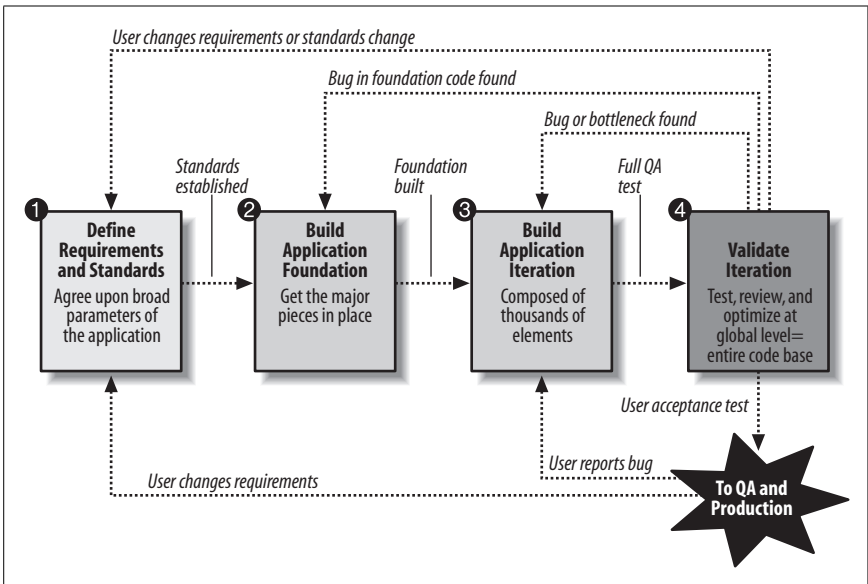 User changes requirements or standards change
Bug in foundation code found
Bug or bottleneck found
Standards
established
Foundation
built
Full QA
test
1
Define
Requirements
and Standards
Agree upon broad
parameters of
the application
2
Build
Application
Foundation
Get the major
pieces in place
3
Build
Application
Iteration
Composed of
thousands of
elements
4
Validate
Iteration
Test, review, and
optimize at
global level=
entire code base
User acceptance test
User reports bug
User changes requirements
To QA and
Production